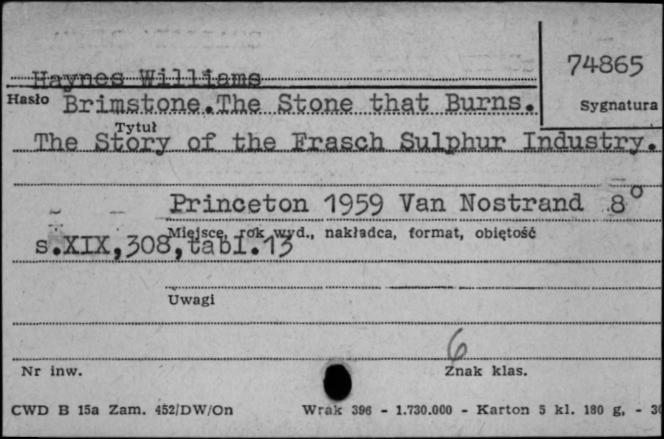 74865
Haynes Williams
Hasło Brimstone.The Stone that Burns.
Sygnatura
Tytuł
The Story of the Frasch Sulphur Industry.
Princeton 1959 Van Nostrand 8°
Miejsce, rok wyd., nakładca, format, objętość
s.XIX,308,tabl.13
Uwagi
6
Nr inw.
Znak klas.
CWD B 15a Zam. 452/DW/On Wrak 396 - 1.730.000 - Karton 5 kl. 180 g, - 30